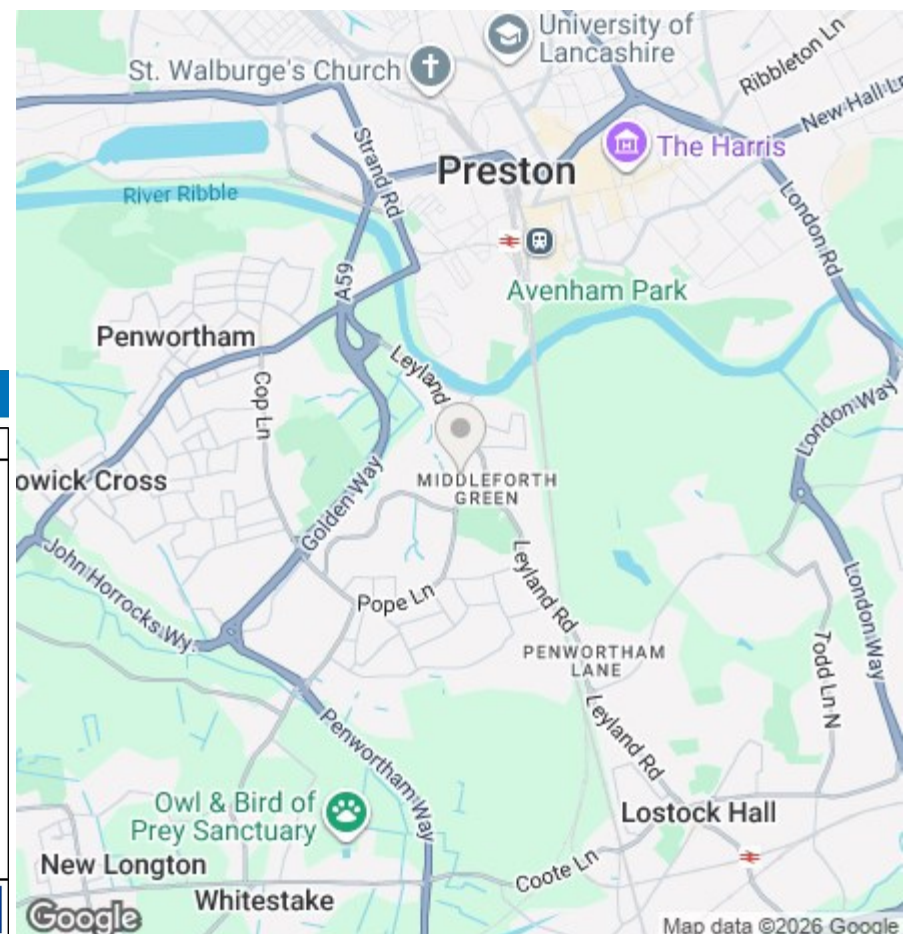 University of
Lancashire
St. Walburge's Church
Ribbleton Ln
New Hall Ln
The Harris
Preston
Strand Rd
River Ribble
London Rd
A59
Avenham Park
Penwortham
Leyland
Cop Ln
London Way
owick Cross
MIDDLEFORTH
GREEN
Golden Way
John Horrocks Wy.
Leyland Rd
Pope Ln
London Way
PENWORTHAM
LANE
Todd Ln N
Leyland Rd
Penwortham Way
Owl & Bird of
Prey Sanctuary
Lostock Hall
New Longton
Coote Ln
Whitestake
Google
Map data ©2026 Google